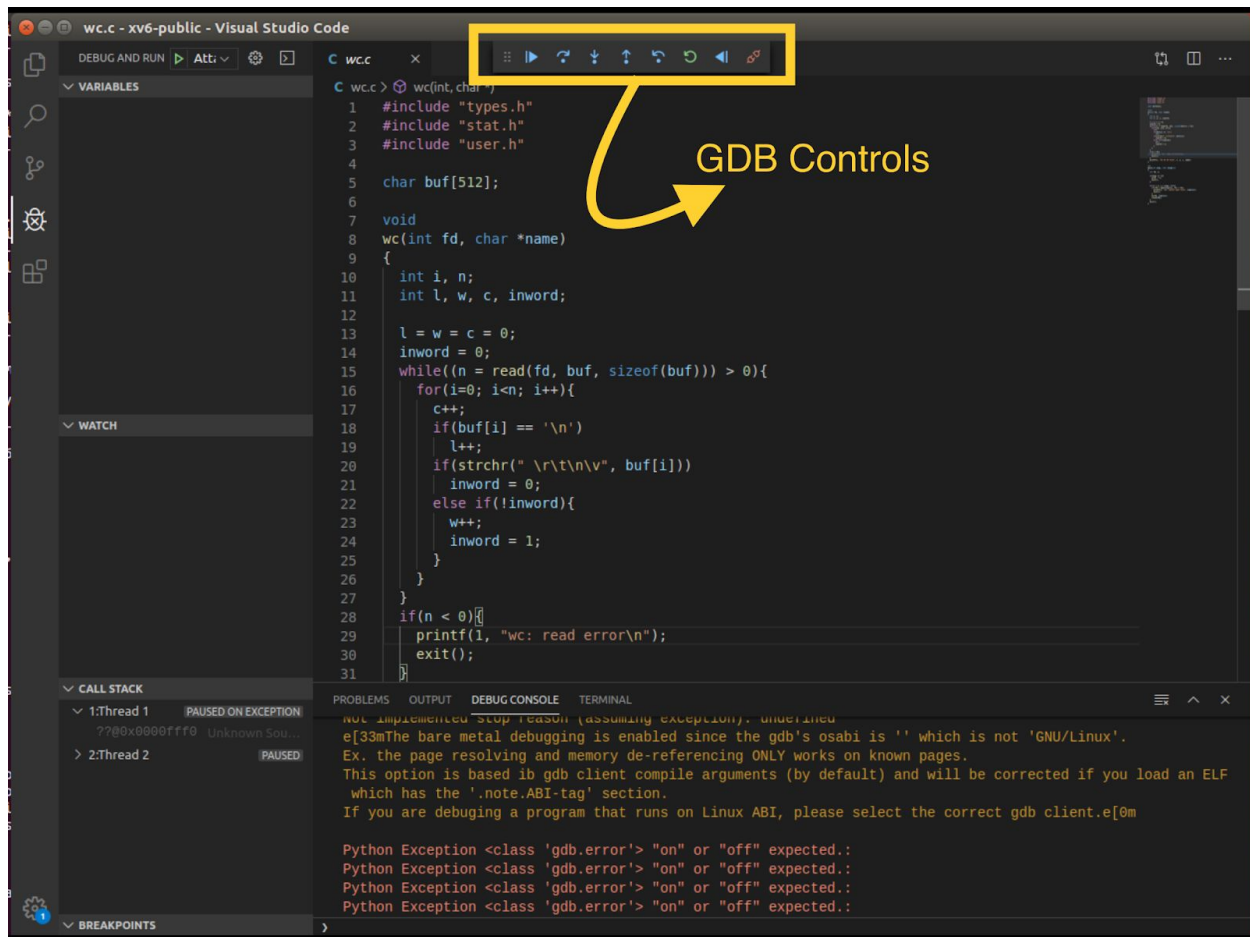 wc.c - xv6-public - Visual Studio Code
DEBUG AND RUN
VARIABLES
WATCH
CALL STACK
1:Thread 1 PAUSED ON EXCEPTION
??@0x0000fff0 Unknown Sou...
2:Thread 2 PAUSED
BREAKPOINTS
1
C wc.c
C wc.c > wc(int, char *)
GDB Controls
1 #include "types.h"
2 #include "stat.h"
3 #include "user.h"
4
5 char buf[512];
6
7 void
8 wc(int fd, char *name)
9 {
10 int i, n;
11 int l, w, c, inword;
12
13 l = w = c = 0;
14 inword = 0;
15 while((n = read(fd, buf, sizeof(buf))) > 0){
16 for(i=0; i<n; i++){
17 c++;
18 if(buf[i] == '\n')
19 l++;
20 if(strchr(" \r\t\n\v", buf[i]))
21 inword = 0;
22 else if(!inword){
23 w++;
24 inword = 1;
25 }
26 }
27 }
28 if(n < 0){
29 printf(1, "wc: read error\n");
30 exit();
31 }
PROBLEMS OUTPUT DEBUG CONSOLE TERMINAL
Not implemented stop reason (assuming exception): undefined
e[33mThe bare metal debugging is enabled since the gdb's osabi is '' which is not 'GNU/Linux'.
Ex. the page resolving and memory de-referencing ONLY works on known pages.
This option is based ib gdb client compile arguments (by default) and will be corrected if you load an ELF
which has the '.note.ABI-tag' section.
If you are debuging a program that runs on Linux ABI, please select the correct gdb client.e[0m
Python Exception <class 'gdb.error'> "on" or "off" expected.:
Python Exception <class 'gdb.error'> "on" or "off" expected.:
Python Exception <class 'gdb.error'> "on" or "off" expected.:
Python Exception <class 'gdb.error'> "on" or "off" expected.: